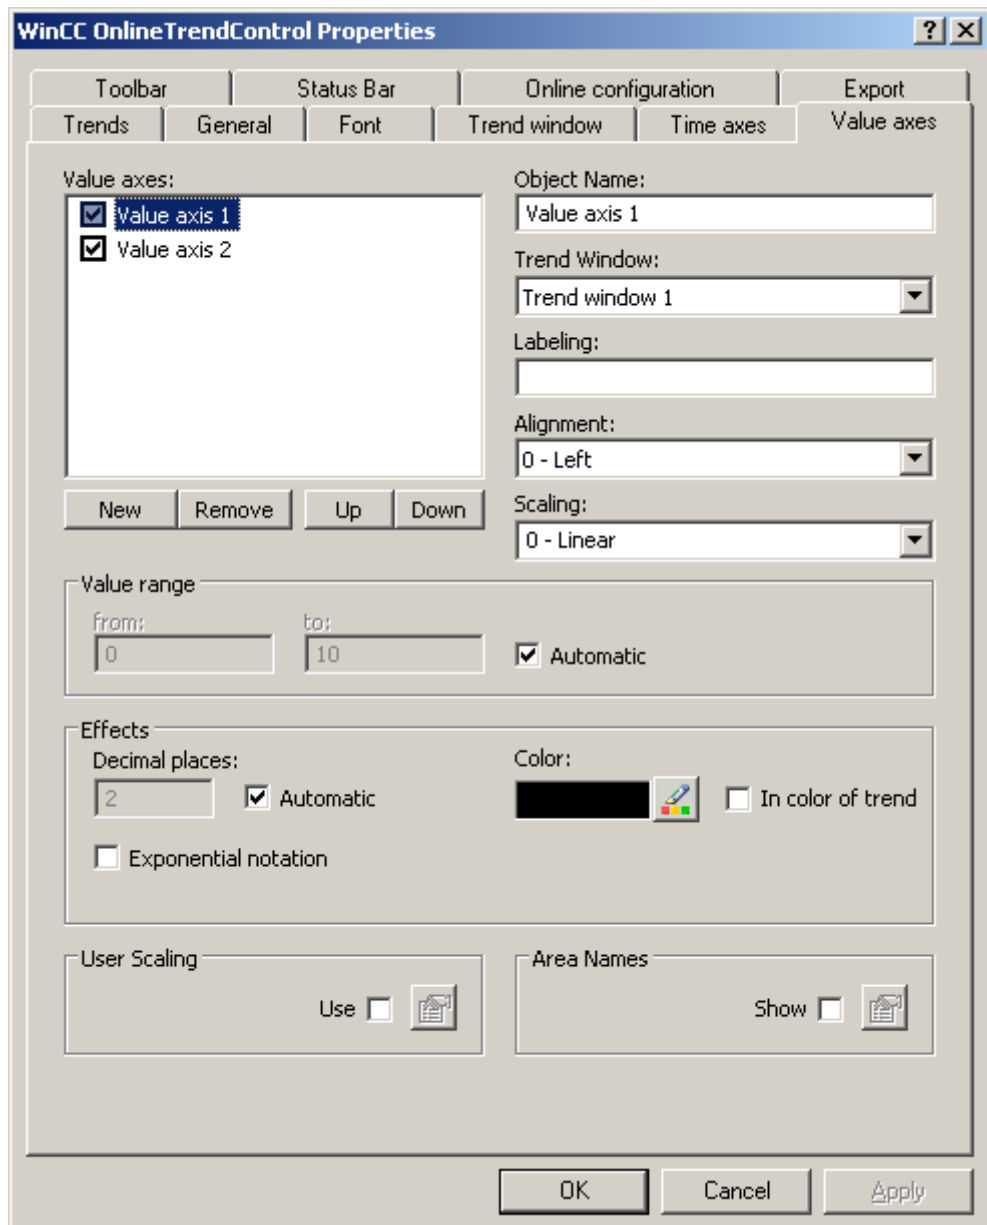 WinCC OnlineTrendControl Properties
Toolbar Status Bar Online configuration Export
Trends General Font Trend window Time axes Value axes
Value axes:
Value axis 1
Value axis 2
New Remove Up Down
Object Name:
Value axis 1
Trend Window:
Trend window 1
Labeling:
Alignment:
0 - Left
Scaling:
0 - Linear
Value range
from: to:
0 10 Automatic
Effects
Decimal places: Color:
2 Automatic In color of trend
Exponential notation
User Scaling
Use
Area Names
Show
OK Cancel Apply